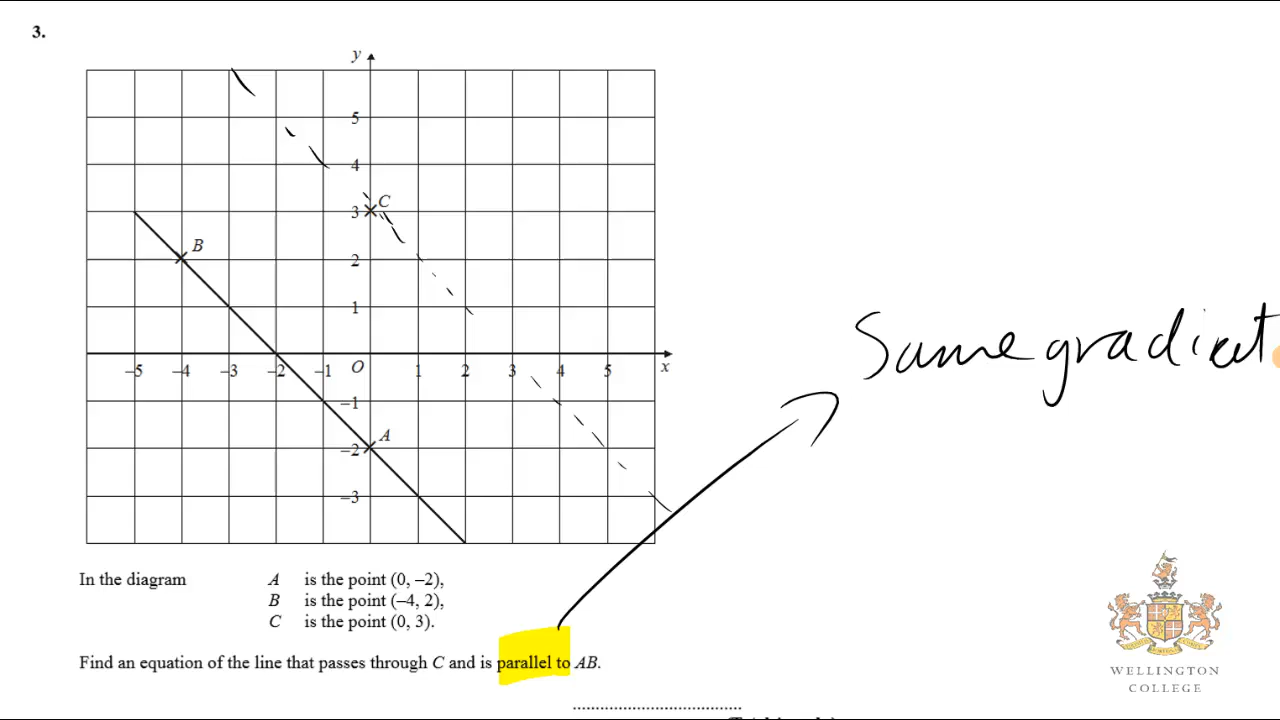 3.
y
5
4
C
3
B
2
2
1
-5 -4 -3 -2 -1 O 1 2 3 4 5 x
-1
A
-2
-3
Same gradient
In the diagram A is the point (0, –2),
B is the point (–4, 2),
C is the point (0, 3).
Find an equation of the line that passes through C and is parallel to AB.
WELLINGTON
COLLEGE